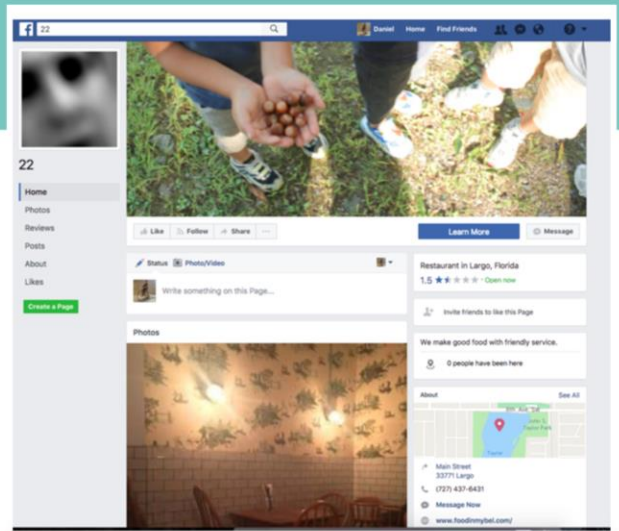 f 22
Daniel Home Find Friends
22
Home
Photos
Reviews
Posts
About
Likes
Create a Page
Like Follow Share ...
Learn More
Message
Status Photo/Video
Write something on this Page...
Photos
Restaurant in Largo, Florida
1.5 Open now
Invite friends to like this Page
We make good food with friendly service.
0 people have been here
About See All
Main Street
33771 Largo
(727) 437-6431
Message Now
www.foodinmybel.com/